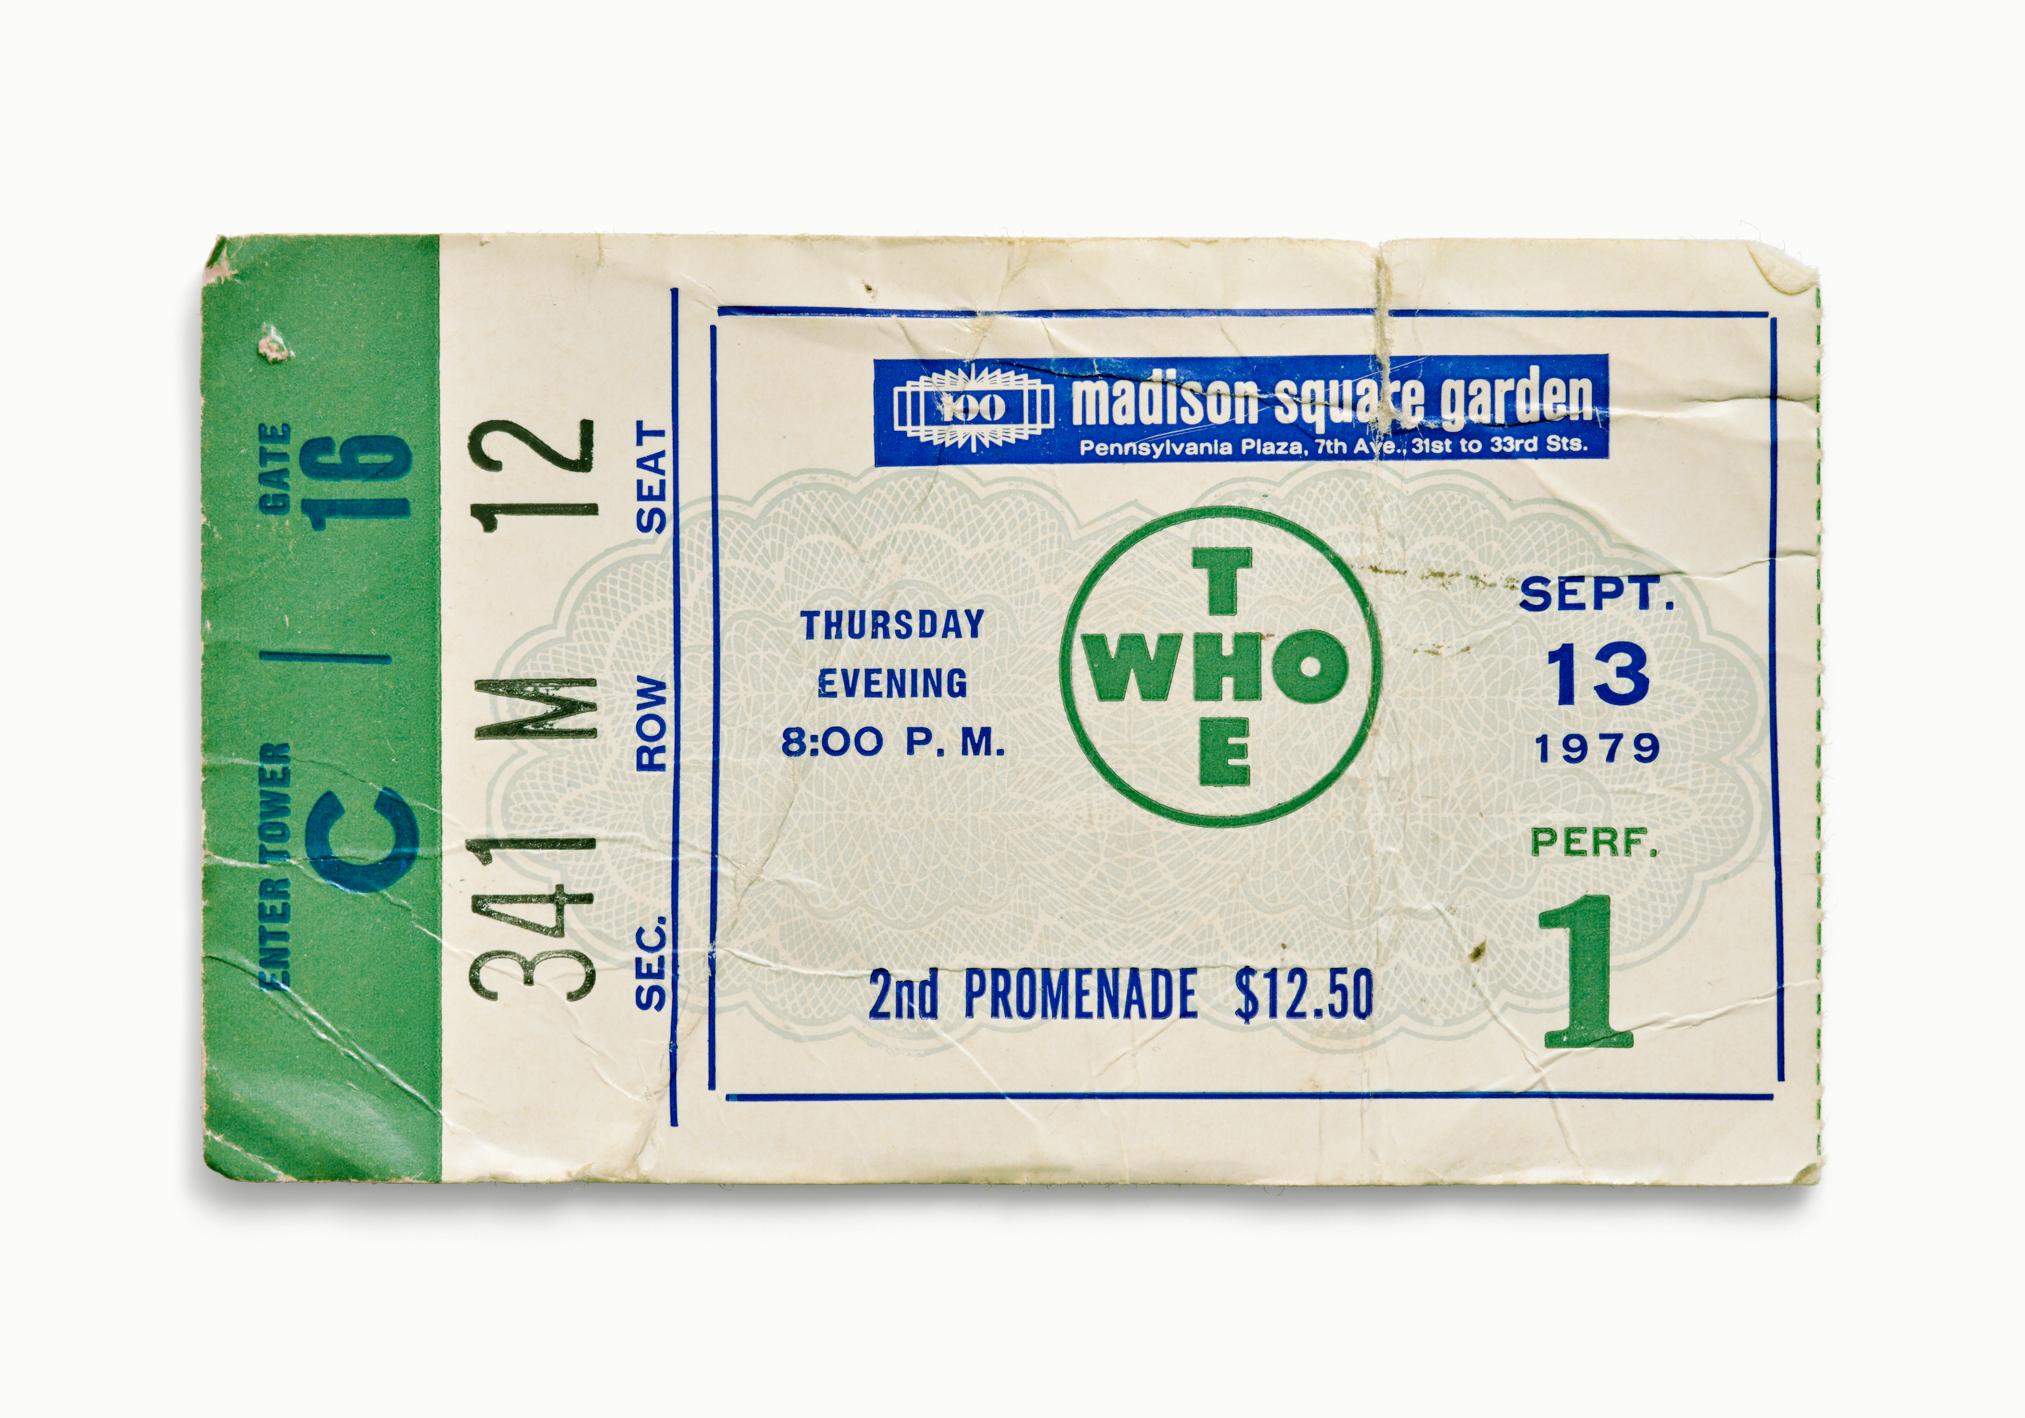 ENTER TOWER
C
GATE
16
341 M 12
SEC. ROW SEAT
100
madison square garden
Pennsylvania Plaza, 7th Ave., 31st to 33rd Sts.
THURSDAY
EVENING
8:00 P. M.
T
WHO
E
SEPT.
13
1979
PERF.
1
2nd PROMENADE $12.50